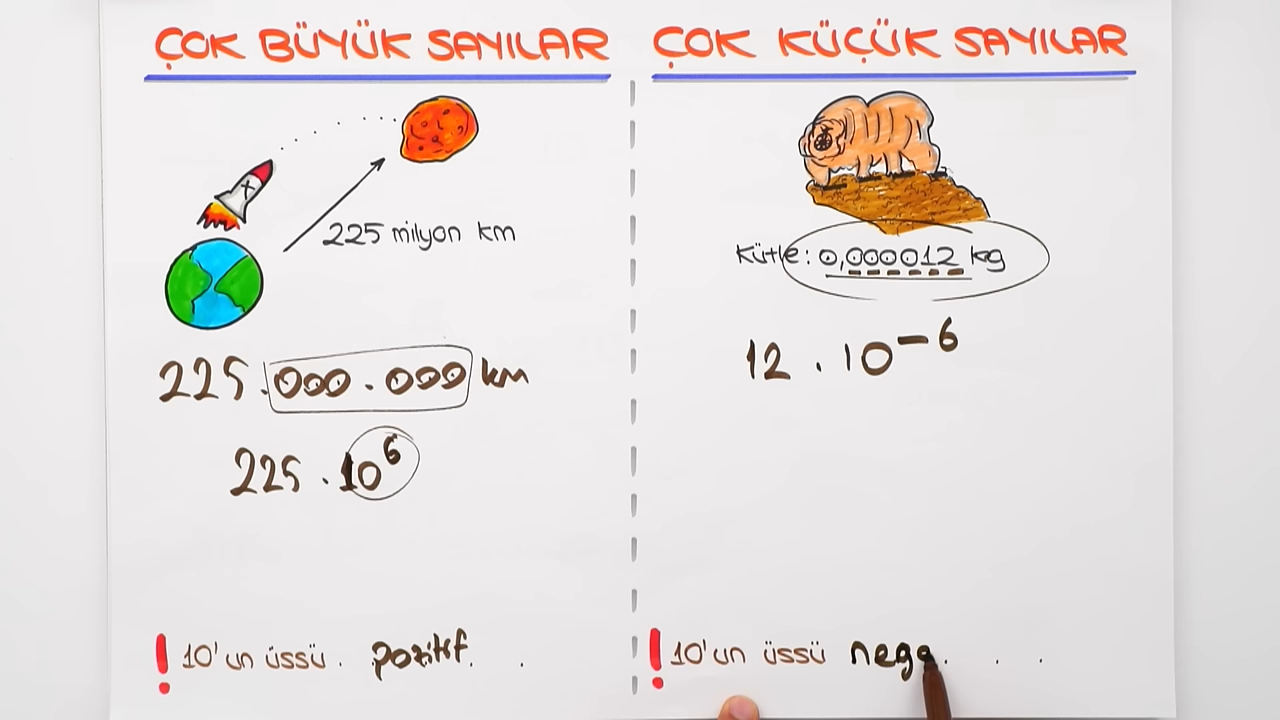 ÇOK BÜYÜK SAYILAR
225 milyon km
225.000.000 km
225 . 10⁶
! 10'un üssü pozitif.
ÇOK KÜÇÜK SAYILAR
Kütle: 0,000012 kg
12 . 10⁻⁶
! 10'un üssü nega